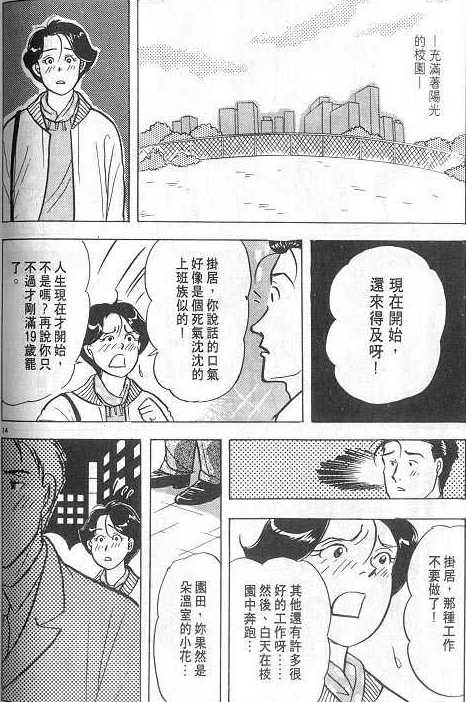 —充滿著陽光
的校園—
現在開始，
還來得及呀！
掛居，你說話的口氣
好像是個死氣沈沈的
上班族似的！
人生現在才開始，
不是嗎？再說你只
不過才剛滿19歲罷
了。
掛居，那種工作
不要做了！
其他還有許多很
好的工作呀……
然後、白天在校
園中奔跑…
園田，妳果然是
朵溫室的小花…
14